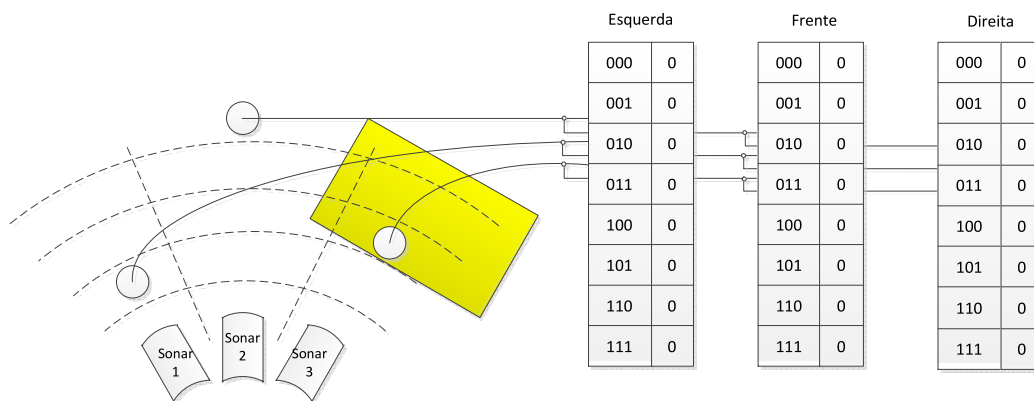 Esquerda Frente Direita
000 0 000 0 000 0
001 0 001 0 001 0
010 0 010 0 010 0
011 0 011 0 011 0
100 0 100 0 100 0
101 0 101 0 101 0
110 0 110 0 110 0
111 0 111 0 111 0
Sonar
1
Sonar
2
Sonar
3